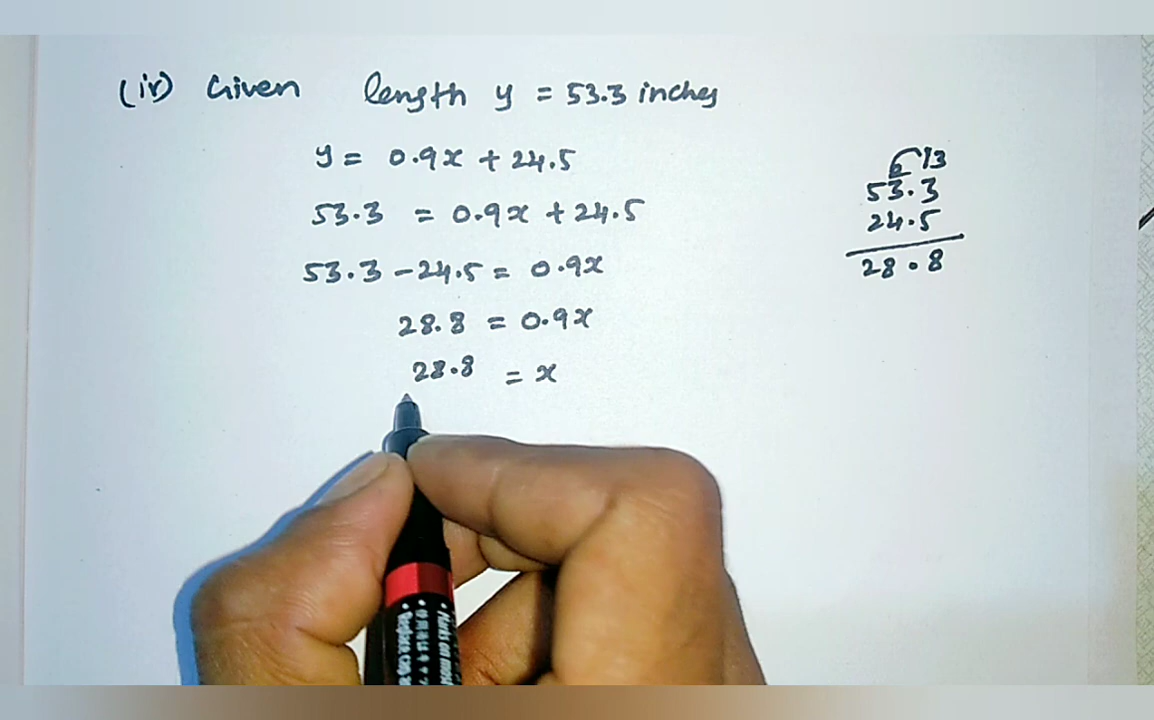 (iv) Given length y = 53.3 inches
y = 0.9x + 24.5
53.3 = 0.9x + 24.5
53.3 - 24.5 = 0.9x
28.8 = 0.9x
28.8 = x
13
53.3
24.5
28.8